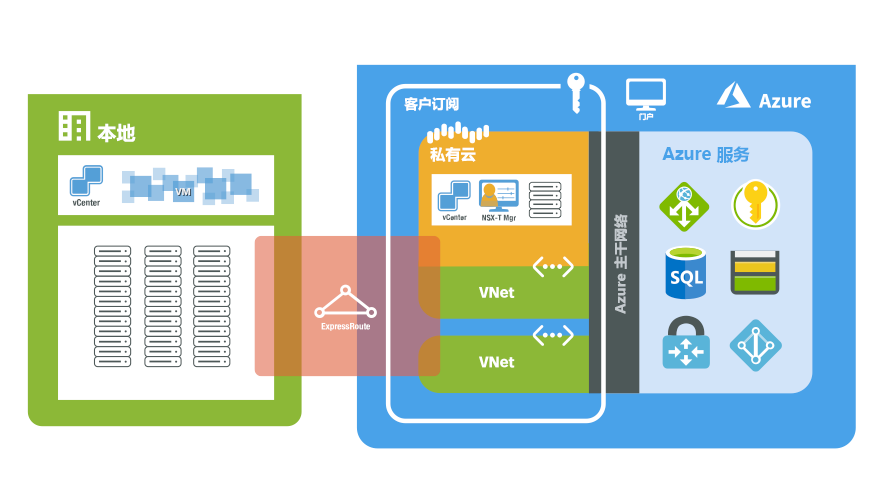 本地
vCenter
VM
ExpressRoute
客户订阅
门户
Azure
私有云
vCenter
NSX-T Mgr
VNet
VNet
Azure 主干网络
Azure 服务
SQL